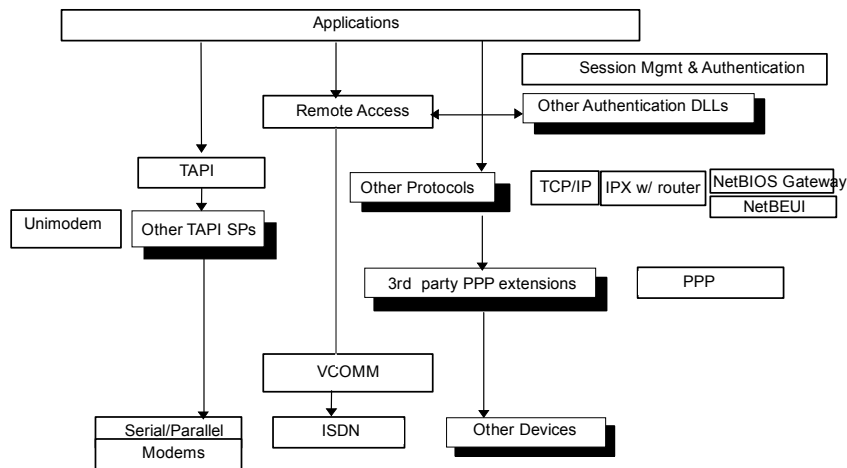 Applications
Session Mgmt & Authentication
Remote Access
Other Authentication DLLs
TAPI
Other Protocols
TCP/IP
IPX w/ router
NetBIOS Gateway
NetBEUI
Unimodem
Other TAPI SPs
3rd party PPP extensions
PPP
VCOMM
Serial/Parallel
Modems
ISDN
Other Devices